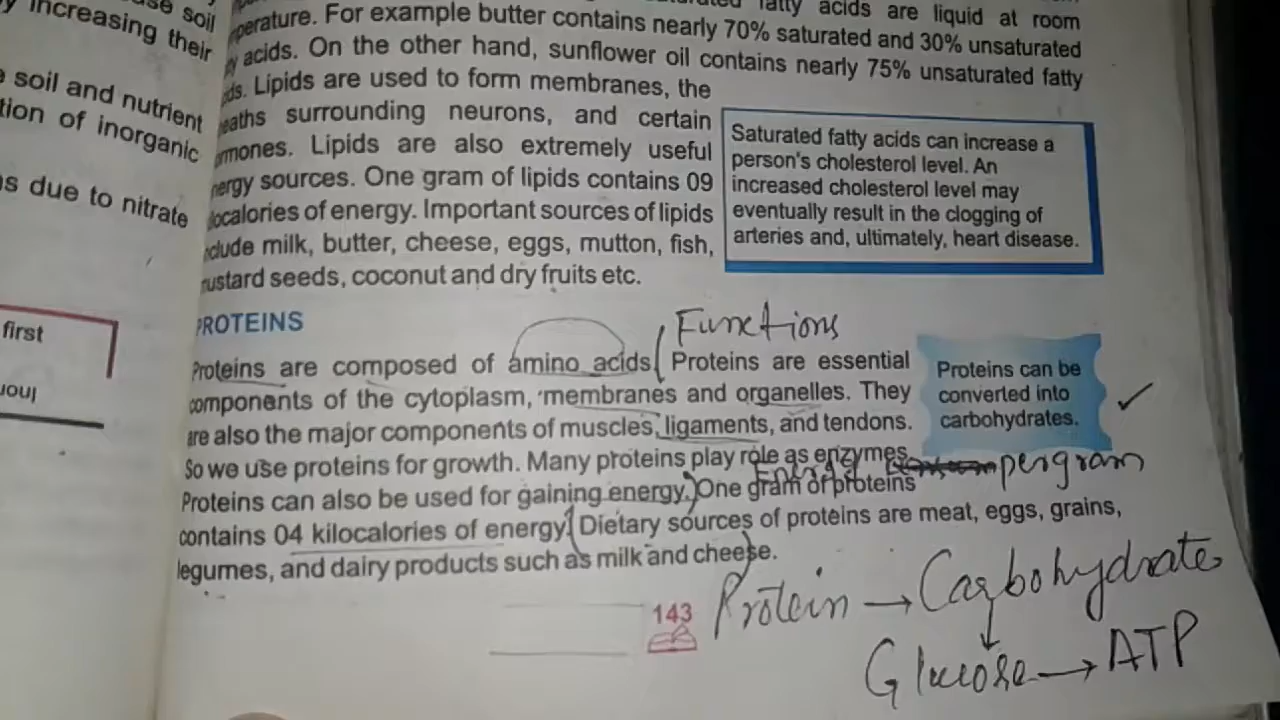 soil
increasing their
soil and nutrient
tion of inorganic
due to nitrate
first
fatty acids are liquid at room
perature. For example butter contains nearly 70% saturated and 30% unsaturated
acids. On the other hand, sunflower oil contains nearly 75% unsaturated fatty
ds. Lipids are used to form membranes, the
eaths surrounding neurons, and certain
rmones. Lipids are also extremely useful
nergy sources. One gram of lipids contains 09
localories of energy. Important sources of lipids
clude milk, butter, cheese, eggs, mutton, fish,
ustard seeds, coconut and dry fruits etc.
Saturated fatty acids can increase a
person's cholesterol level. An
increased cholesterol level may
eventually result in the clogging of
arteries and, ultimately, heart disease.
PROTEINS
Functions
Proteins are composed of amino acids. Proteins are essential
components of the cytoplasm, membranes and organelles. They
are also the major components of muscles, ligaments, and tendons.
So we use proteins for growth. Many proteins play role as enzymes.
Energy per gram
Proteins can also be used for gaining energy. One gram of proteins
contains 04 kilocalories of energy. Dietary sources of proteins are meat, eggs, grains,
legumes, and dairy products such as milk and cheese.
Proteins can be
converted into
carbohydrates.
143
Protein → Carbohydrate
↓
Glucose → ATP